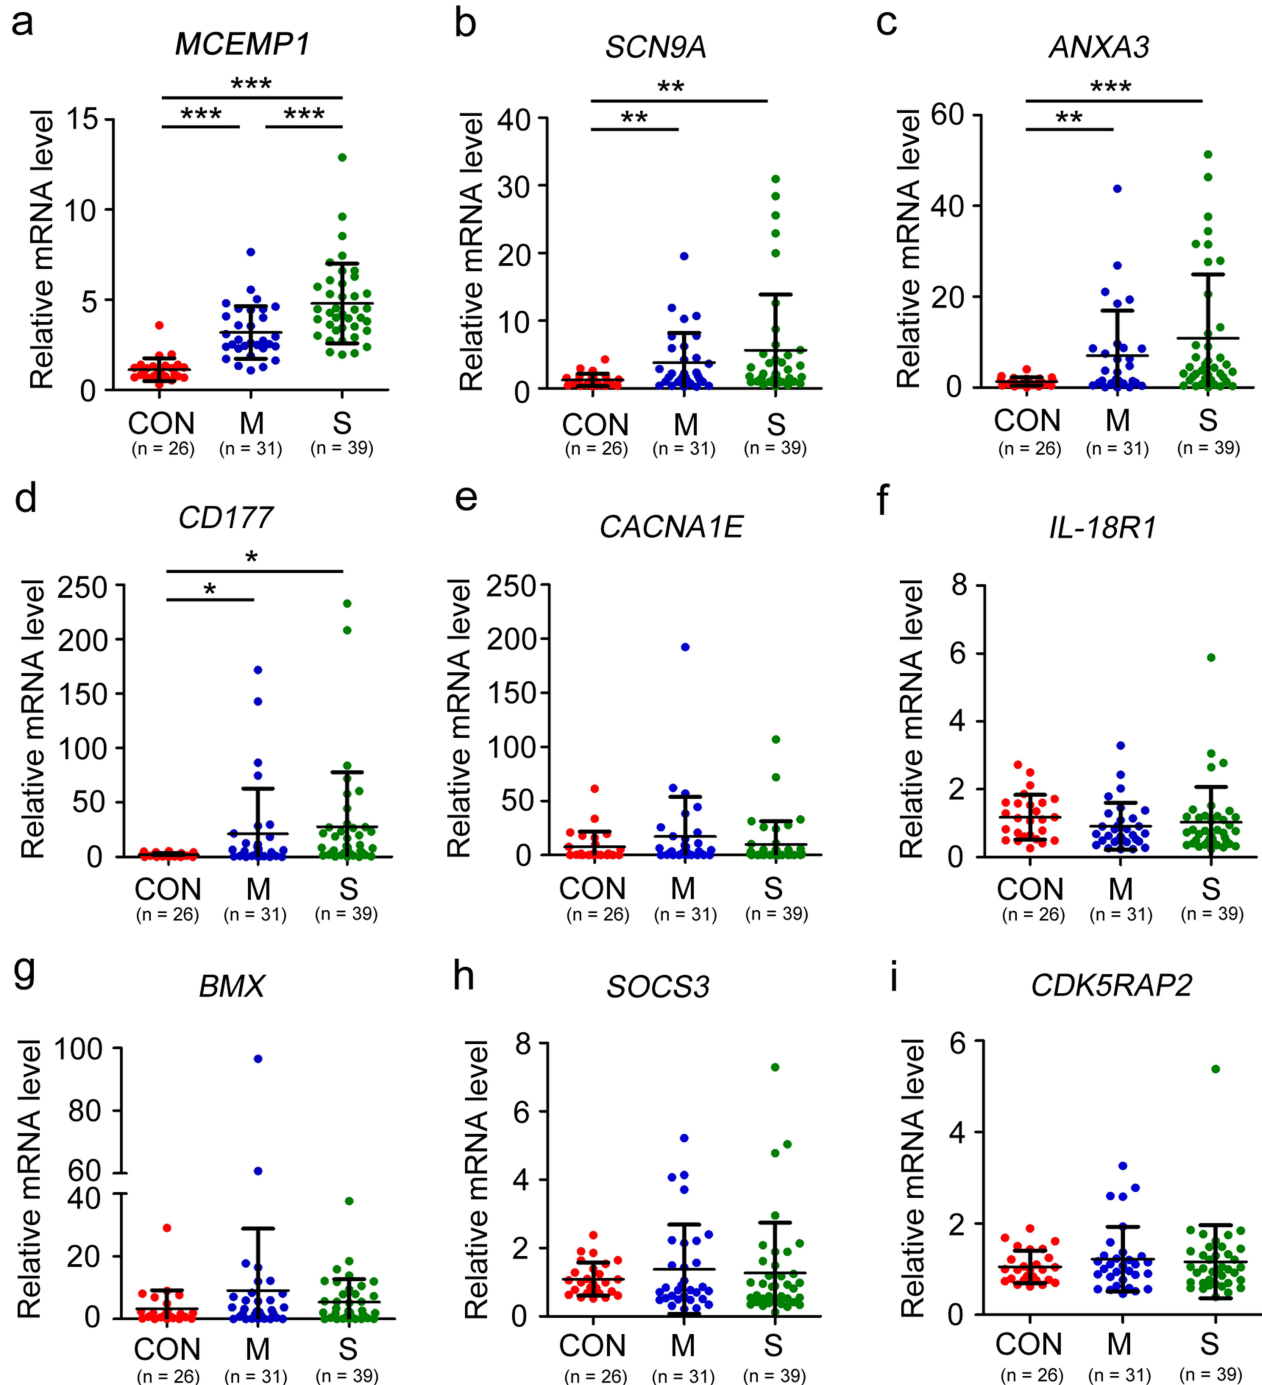 a
MCEMP1
***
*** ***
Relative mRNA level
15
10
5
0
CON M S
(n = 26) (n = 31) (n = 39)
b
SCN9A
**
**
Relative mRNA level
40
30
20
10
0
CON M S
(n = 26) (n = 31) (n = 39)
c
ANXA3
***
**
Relative mRNA level
60
40
20
0
CON M S
(n = 26) (n = 31) (n = 39)
d
CD177
*
*
Relative mRNA level
250
200
150
100
50
0
CON M S
(n = 26) (n = 31) (n = 39)
e
CACNA1E
Relative mRNA level
250
200
150
100
50
0
CON M S
(n = 26) (n = 31) (n = 39)
f
IL-18R1
Relative mRNA level
8
6
4
2
0
CON M S
(n = 26) (n = 31) (n = 39)
g
BMX
Relative mRNA level
100
80
60
40
20
0
CON M S
(n = 26) (n = 31) (n = 39)
h
SOCS3
Relative mRNA level
8
6
4
2
0
CON M S
(n = 26) (n = 31) (n = 39)
i
CDK5RAP2
Relative mRNA level
6
4
2
0
CON M S
(n = 26) (n = 31) (n = 39)